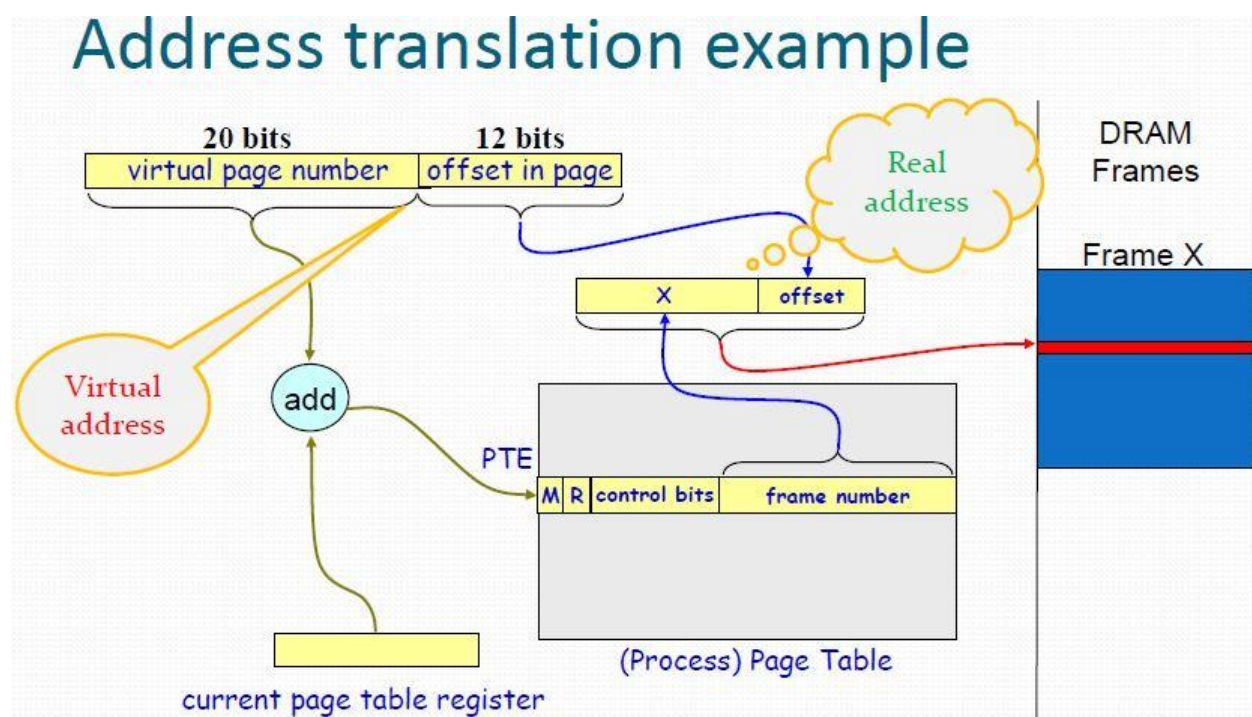 Address translation example
20 bits
12 bits
virtual page number
offset in page
Real
address
DRAM
Frames
Frame X
X
offset
Virtual
address
add
PTE
M
R
control bits
frame number
(Process) Page Table
current page table register